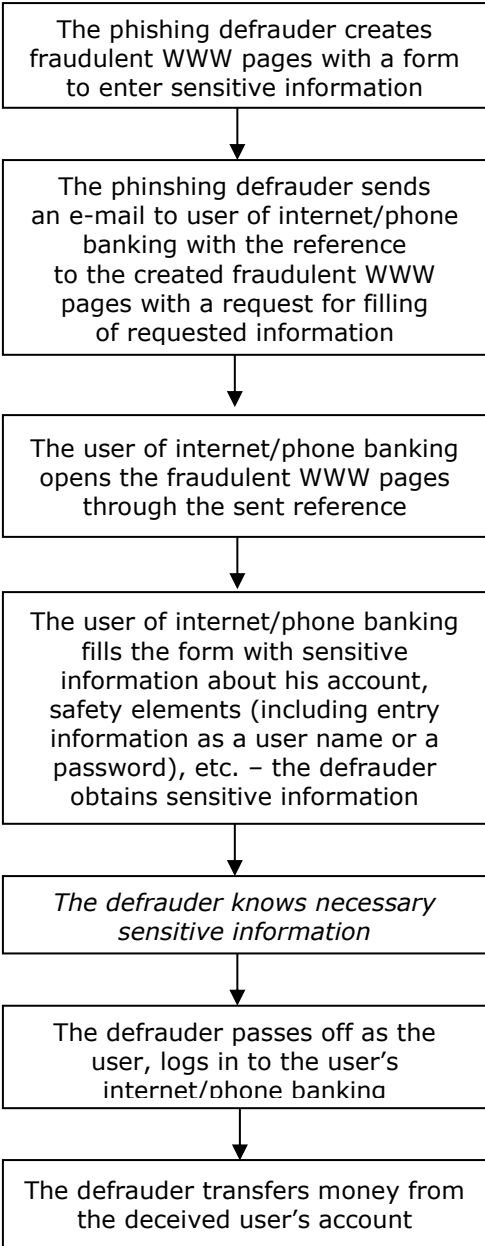 The phishing defrauder creates
fraudulent WWW pages with a form
to enter sensitive information
The phinshing defrauder sends
an e-mail to user of internet/phone
banking with the reference
to the created fraudulent WWW
pages with a request for filling
of requested information
The user of internet/phone banking
opens the fraudulent WWW pages
through the sent reference
The user of internet/phone banking
fills the form with sensitive
information about his account,
safety elements (including entry
information as a user name or a
password), etc. – the defrauder
obtains sensitive information
The defrauder knows necessary
sensitive information
The defrauder passes off as the
user, logs in to the user’s
internet/phone banking
The defrauder transfers money from
the deceived user’s account